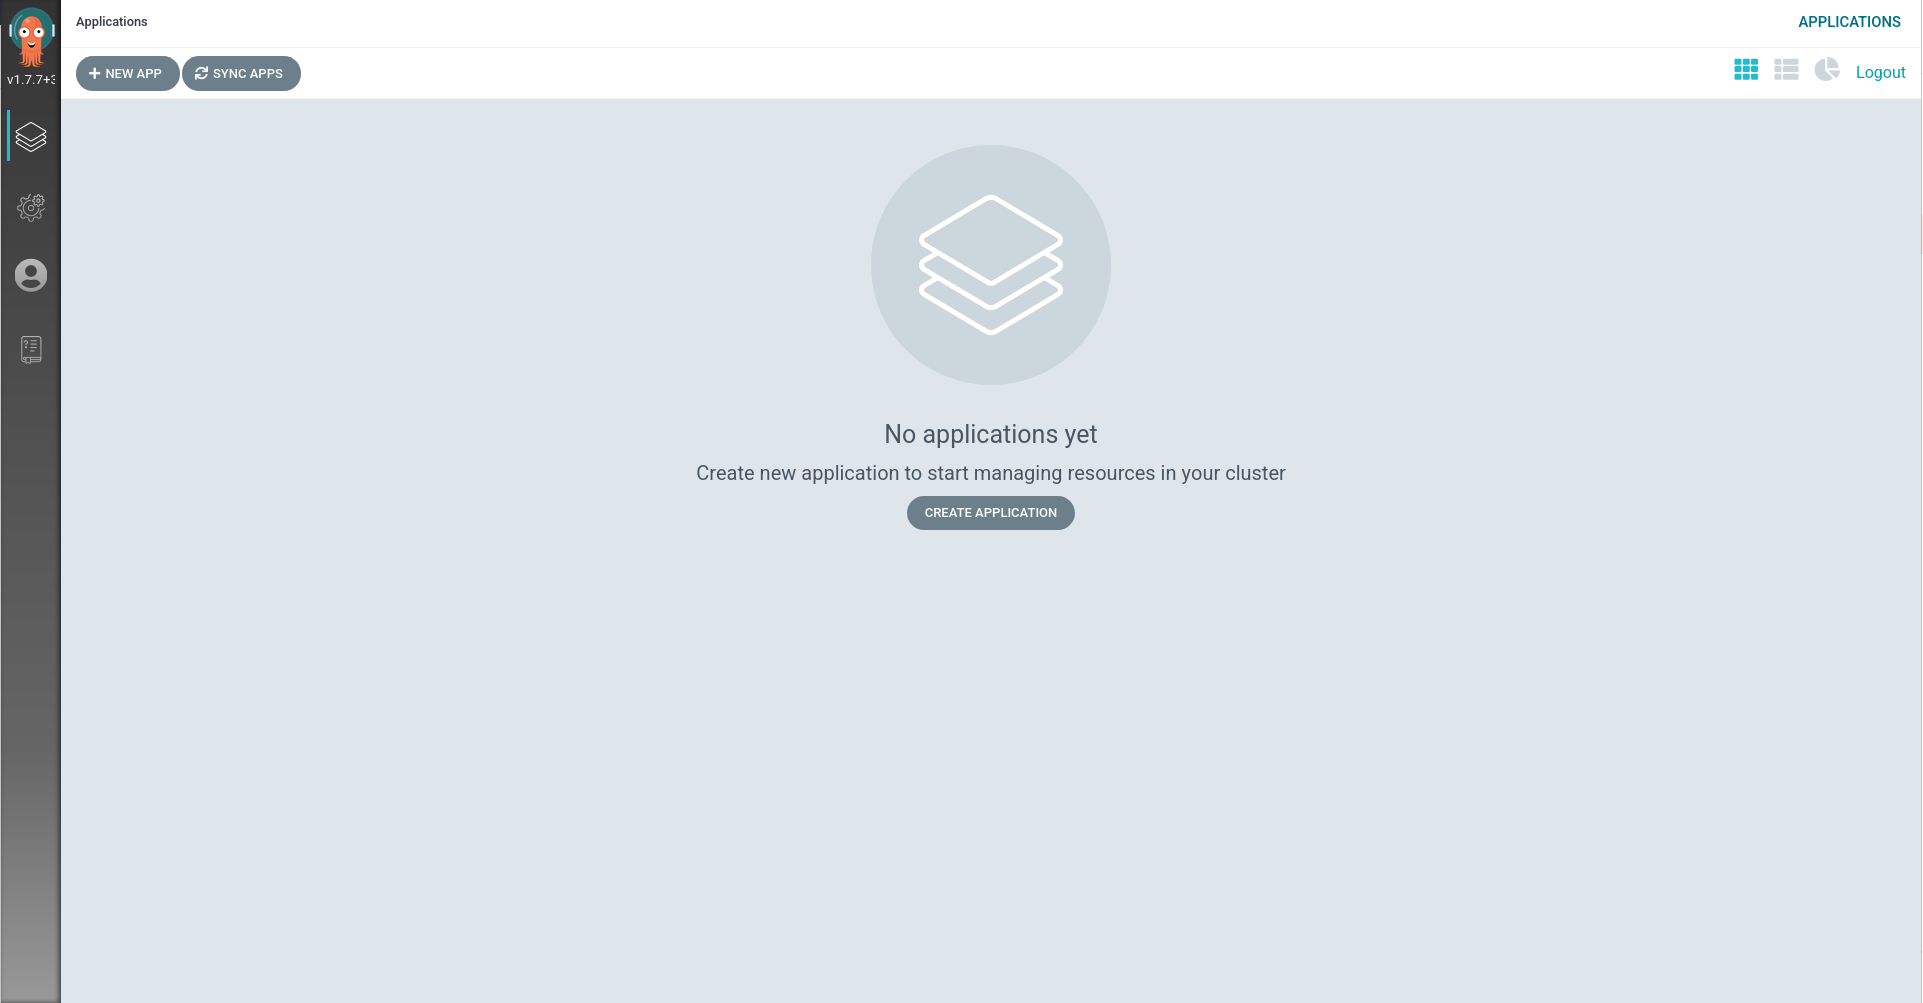 Applications
APPLICATIONS
v1.7.7+3
NEW APP
SYNC APPS
Logout
No applications yet
Create new application to start managing resources in your cluster
CREATE APPLICATION